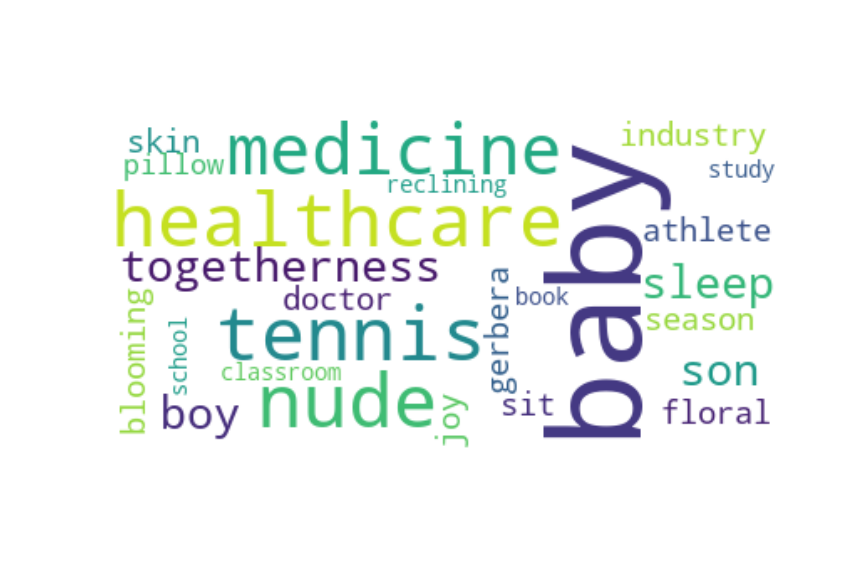 skin
medicine
industry
pillow
reclining
study
healthcare
baby
athlete
togetherness
sleep
doctor
gerbera
book
season
blooming
school
tennis
classroom
son
boy
nude
joy
sit
floral